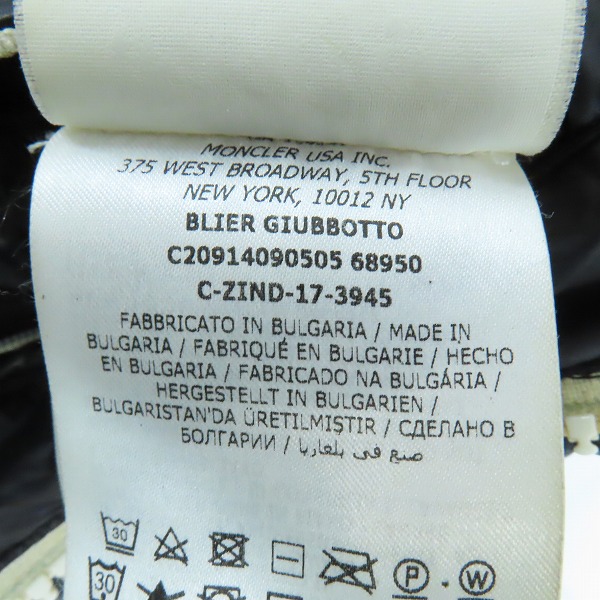 MONCLER USA INC.
375 WEST BROADWAY, 5TH FLOOR
NEW YORK, 10012 NY
BLIER GIUBBOTTO
C20914090505 68950
C-ZIND-17-3945
FABBRICATO IN BULGARIA / MADE IN
BULGARIA / FABRIQUÉ EN BULGARIE / HECHO
EN BULGARIA / FABRICADO NA BULGÁRIA /
HERGESTELLT IN BULGARIEN /
BULGARISTAN'DA ÜRETILMIŞTIR / СДЕЛАНО В
БОЛГАРИИ / صنع في بلغاريا
30 P W
30